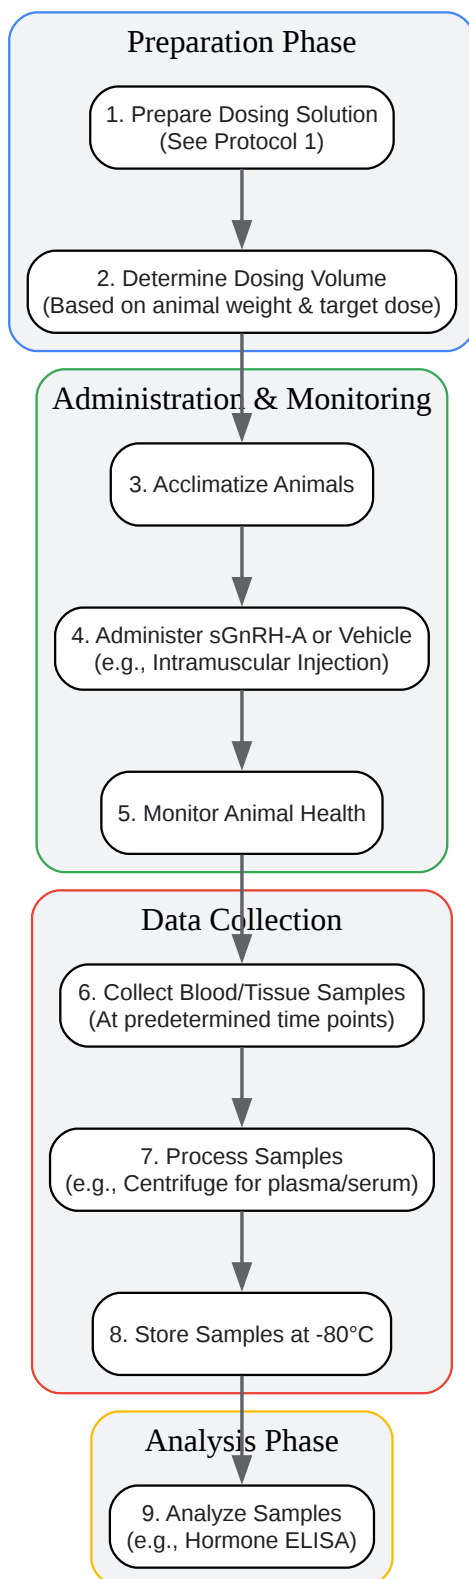 Preparation Phase
1. Prepare Dosing Solution
(See Protocol 1)
2. Determine Dosing Volume
(Based on animal weight & target dose)
Administration & Monitoring
3. Acclimatize Animals
4. Administer sGnRH-A or Vehicle
(e.g., Intramuscular Injection)
5. Monitor Animal Health
Data Collection
6. Collect Blood/Tissue Samples
(At predetermined time points)
7. Process Samples
(e.g., Centrifuge for plasma/serum)
8. Store Samples at -80°C
Analysis Phase
9. Analyze Samples
(e.g., Hormone ELISA)